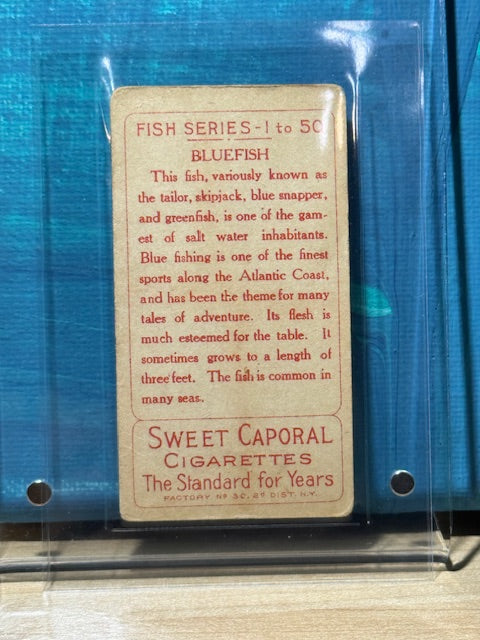 FISH SERIES - 1 to 50
BLUEFISH
This fish, variously known as
the tailor, skipjack, blue snapper,
and greenfish, is one of the gam-
est of salt water inhabitants.
Blue fishing is one of the finest
sports along the Atlantic Coast,
and has been the theme for many
tales of adventure. Its flesh is
much esteemed for the table. It
sometimes grows to a length of
three feet. The fish is common in
many seas.
SWEET CAPORAL
CIGARETTES
The Standard for Years
FACTORY Nº 30, 2ᴰ DIST. N.Y.